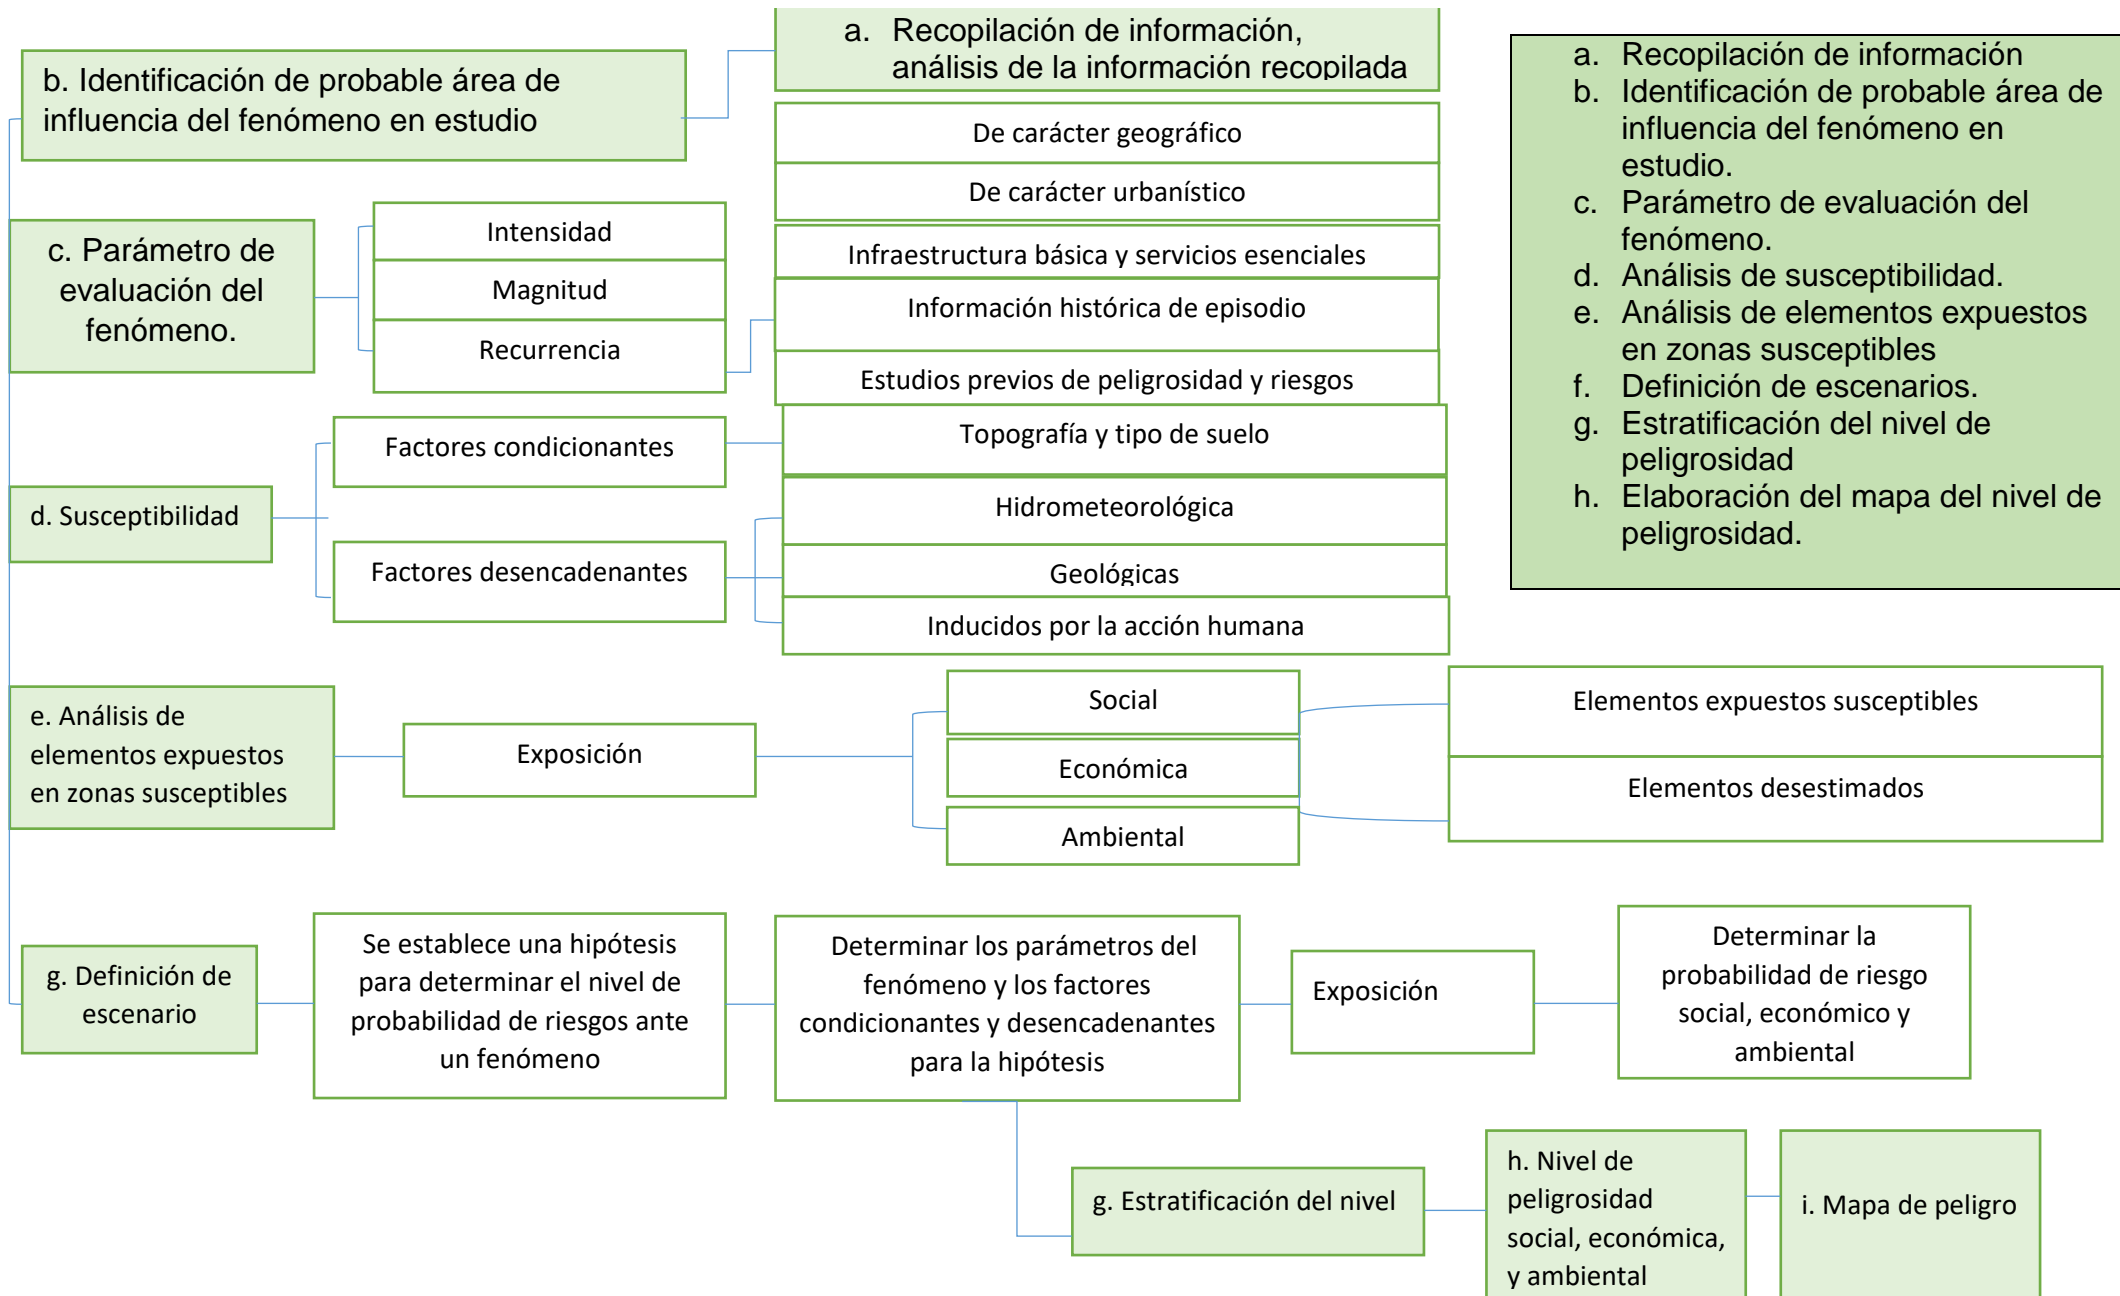 a. Recopilación de información,
análisis de la información recopilada
b. Identificación de probable área de
influencia del fenómeno en estudio
De carácter geográfico
De carácter urbanístico
Infraestructura básica y servicios esenciales
Información histórica de episodio
Estudios previos de peligrosidad y riesgos
c. Parámetro de
evaluación del
fenómeno.
Intensidad
Magnitud
Recurrencia
d. Susceptibilidad
Factores condicionantes
Topografía y tipo de suelo
Factores desencadenantes
Hidrometeorológica
Geológicas
Inducidos por la acción humana
e. Análisis de
elementos expuestos
en zonas susceptibles
Exposición
Social
Económica
Ambiental
Elementos expuestos susceptibles
Elementos desestimados
g. Definición de
escenario
Se establece una hipótesis
para determinar el nivel de
probabilidad de riesgos ante
un fenómeno
Determinar los parámetros del
fenómeno y los factores
condicionantes y desencadenantes
para la hipótesis
Exposición
Determinar la
probabilidad de riesgo
social, económico y
ambiental
g. Estratificación del nivel
h. Nivel de
peligrosidad
social, económica,
y ambiental
i. Mapa de peligro
a. Recopilación de información
b. Identificación de probable área de
influencia del fenómeno en
estudio.
c. Parámetro de evaluación del
fenómeno.
d. Análisis de susceptibilidad.
e. Análisis de elementos expuestos
en zonas susceptibles
f. Definición de escenarios.
g. Estratificación del nivel de
peligrosidad
h. Elaboración del mapa del nivel de
peligrosidad.